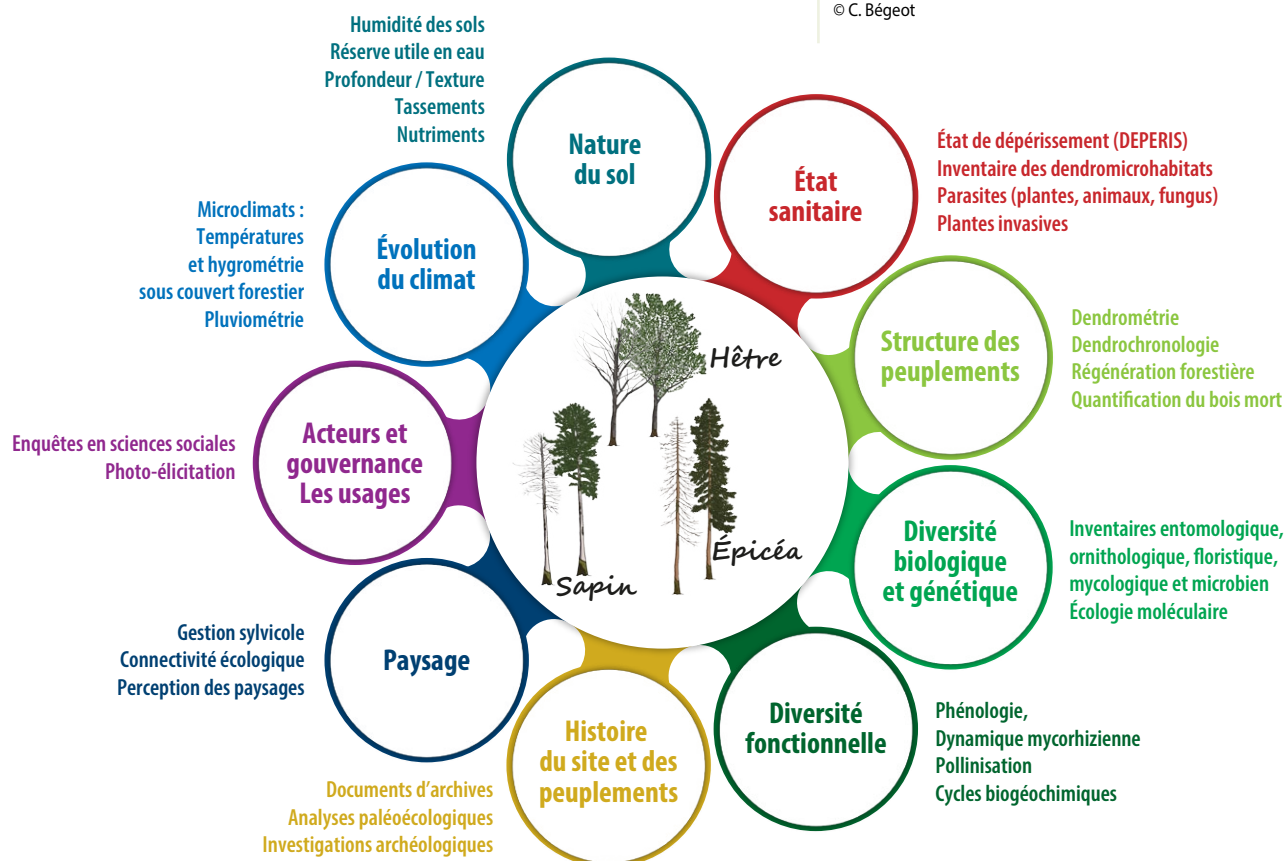 © C. Bégeot
Humidité des sols
Réserve utile en eau
Profondeur / Texture
Tassements
Nutriments
Nature
du sol
État
sanitaire
État de dépérissement (DEPERIS)
Inventaire des dendromicrohabitats
Parasites (plantes, animaux, fungus)
Plantes invasives
Microclimats :
Températures
et hygrométrie
sous couvert forestier
Pluviométrie
Évolution
du climat
Structure des
peuplements
Dendrométrie
Dendrochronologie
Régénération forestière
Quantification du bois mort
Hêtre
Sapin
Épicéa
Enquêtes en sciences sociales
Photo-élicitation
Acteurs et
gouvernance
Les usages
Diversité
biologique
et génétique
Inventaires entomologique,
ornithologique, floristique,
mycologique et microbien
Écologie moléculaire
Gestion sylvicole
Connectivité écologique
Perception des paysages
Paysage
Diversité
fonctionnelle
Phénologie,
Dynamique mycorhizienne
Pollinisation
Cycles biogéochimiques
Histoire
du site et des
peuplements
Documents d'archives
Analyses paléoécologiques
Investigations archéologiques